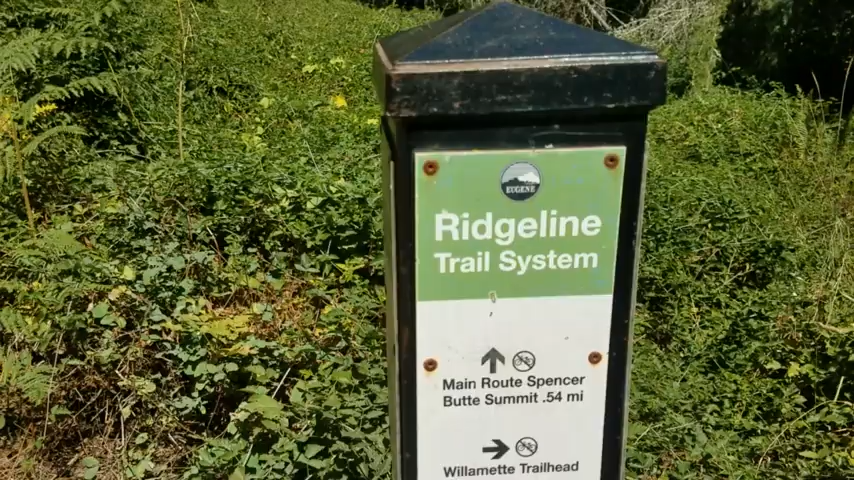 EUGENE
Ridgeline
Trail System
Main Route Spencer
Butte Summit .54 mi
Willamette Trailhead